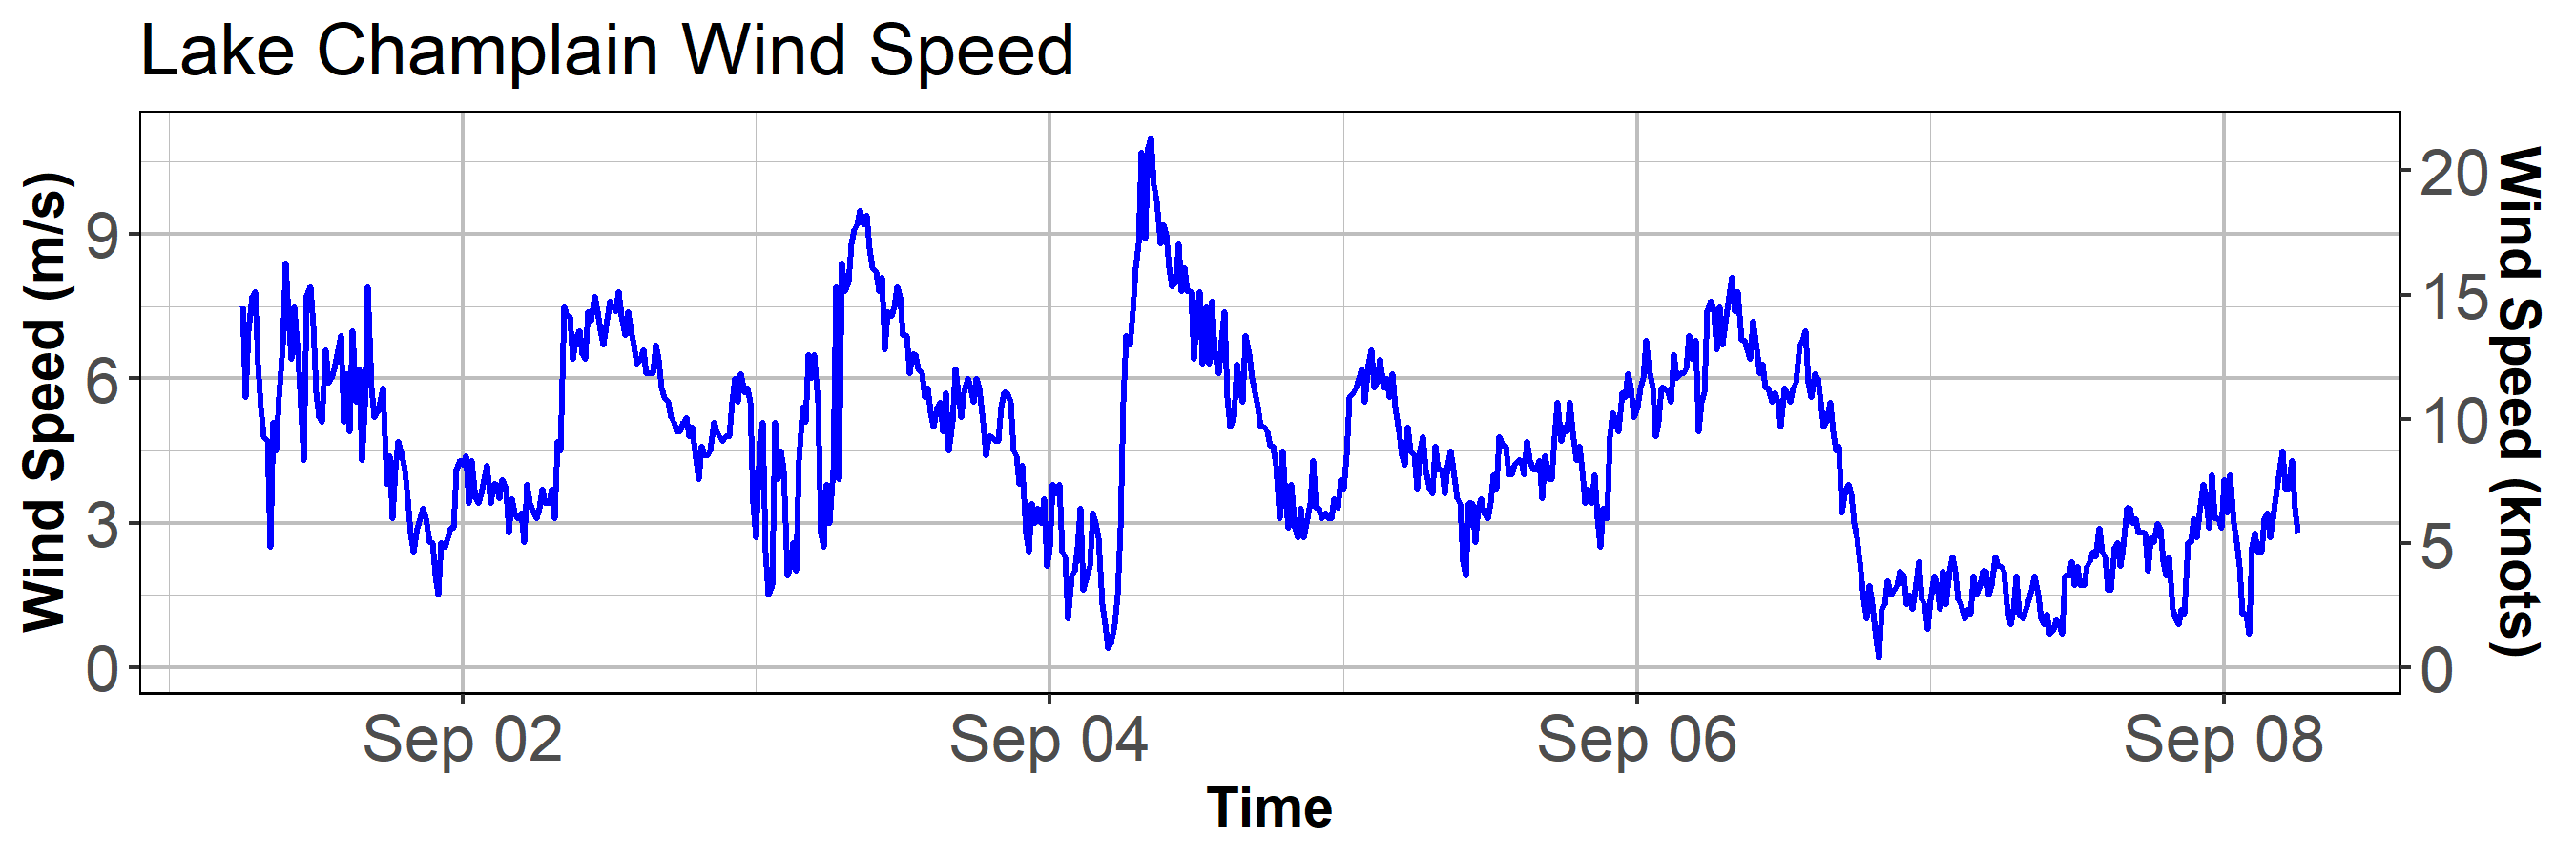 Lake Champlain Wind Speed
Wind Speed (m/s)
9
6
3
0
20
15
10
5
0
Wind Speed (knots)
Sep 02
Sep 04
Sep 06
Sep 08
Time